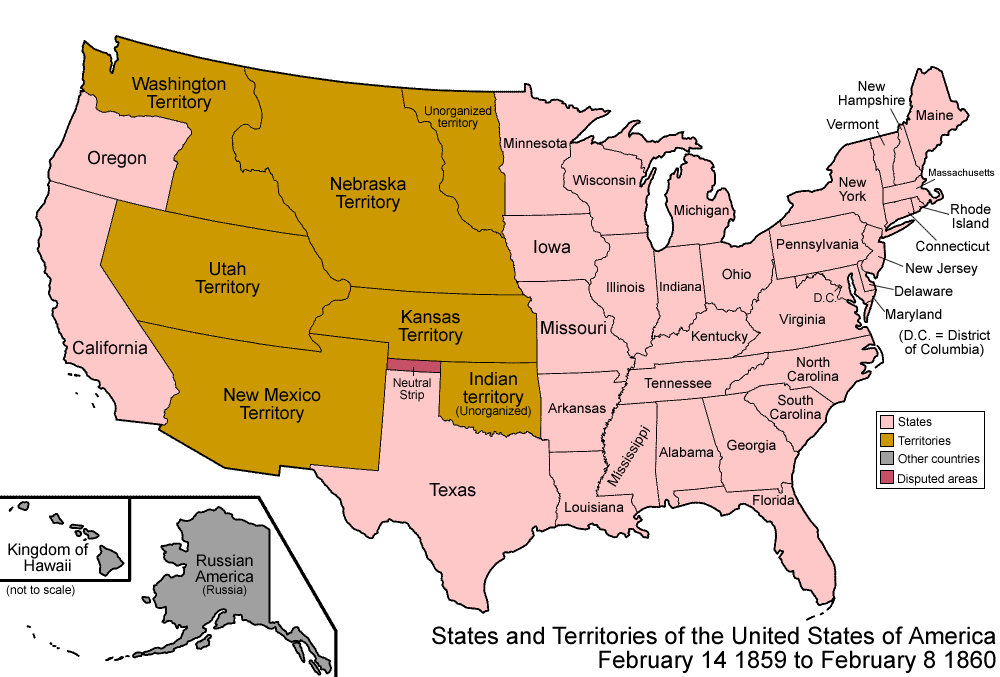 Washington
Territory
Oregon
Unorganized
territory
Nebraska
Territory
Minnesota
Wisconsin
Michigan
New
Hampshire
Vermont
Maine
Massachusetts
New
York
Rhode
Island
Connecticut
Pennsylvania
New Jersey
Delaware
Maryland
(D.C. = District
of Columbia)
D.C.
Utah
Territory
Iowa
Illinois
Indiana
Ohio
Kansas
Territory
Missouri
Kentucky
Virginia
California
New Mexico
Territory
Neutral
Strip
Indian
territory
(Unorganized)
Arkansas
Tennessee
North
Carolina
South
Carolina
Mississippi
Alabama
Georgia
Texas
Louisiana
Florida
States
Territories
Other countries
Disputed areas
Kingdom of
Hawaii
(not to scale)
Russian
America
(Russia)
States and Territories of the United States of America
February 14 1859 to February 8 1860